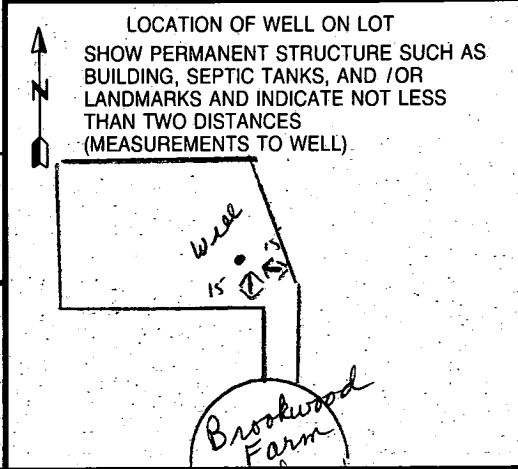 LOCATION OF WELL ON LOT
SHOW PERMANENT STRUCTURE SUCH AS
BUILDING, SEPTIC TANKS, AND / OR
LANDMARKS AND INDICATE NOT LESS
THAN TWO DISTANCES
(MEASUREMENTS TO WELL)
N
Well
15
Brookwood
Farm